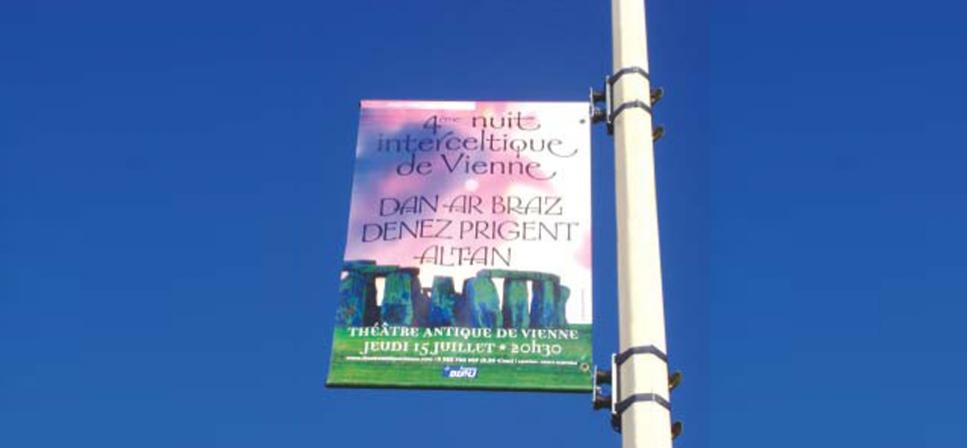 4ème nuit
interceltique
de Vienne
DAN AR BRAZ
DENEZ PRIGENT
ALTAN
THÉÂTRE ANTIQUE DE VIENNE
JEUDI 15 JUILLET • 20h30